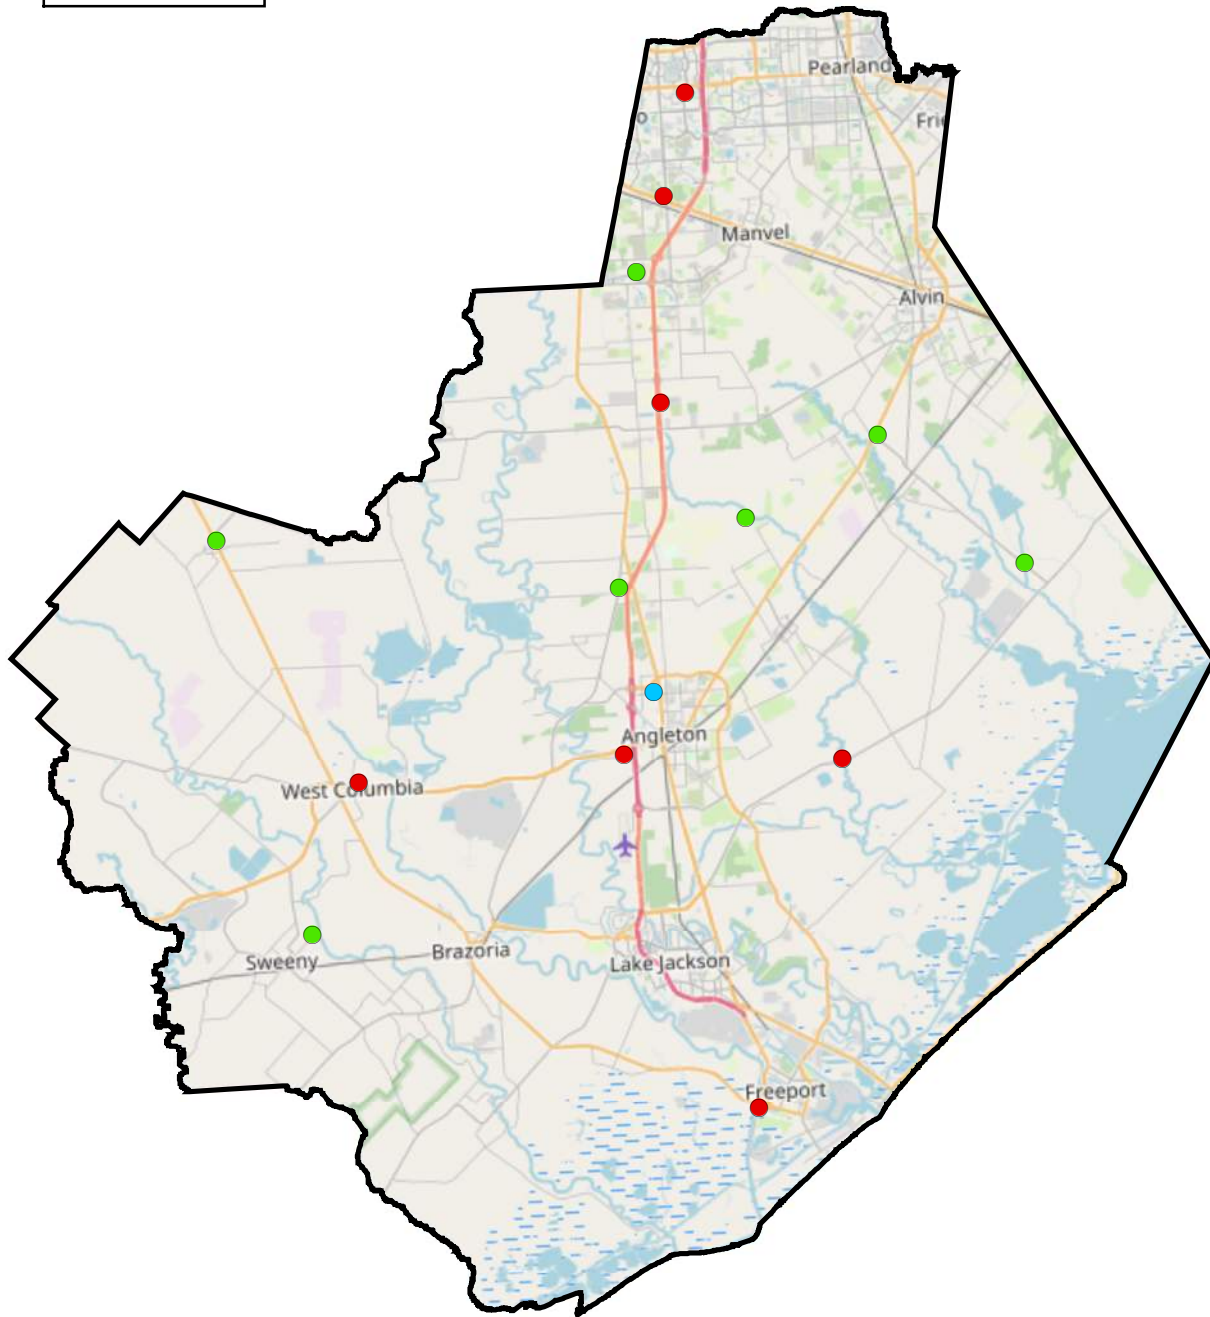 Pearland
Manvel
Alvin
Angleton
West Columbia
Sweeny
Brazoria
Lake Jackson
Freeport